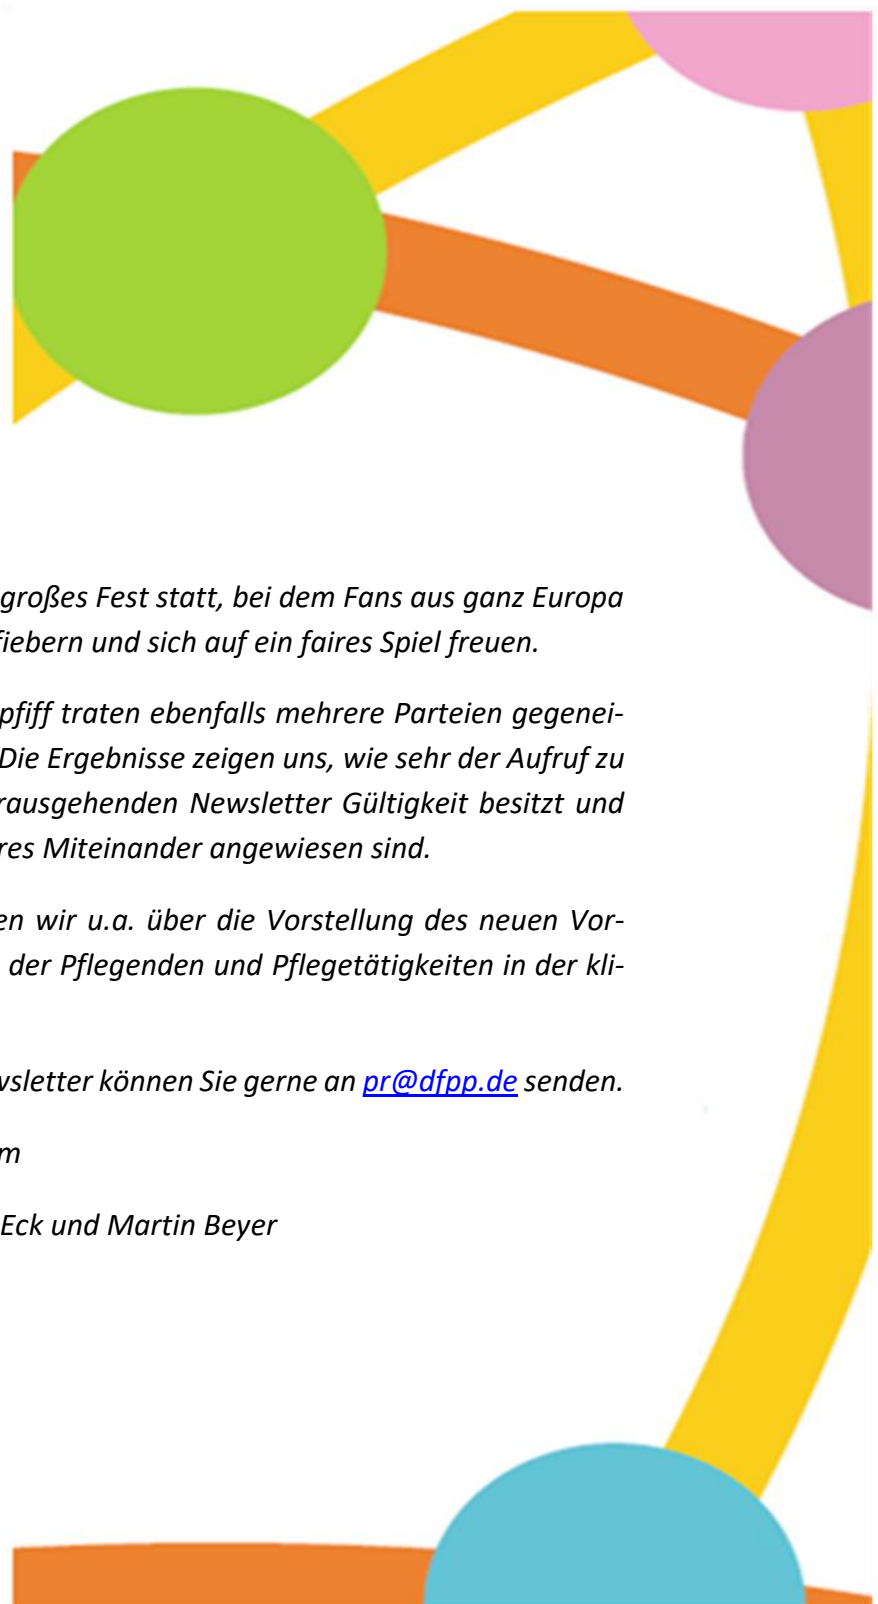 großes Fest statt, bei dem Fans aus ganz Europa
fiebern und sich auf ein faires Spiel freuen.
pfiff traten ebenfalls mehrere Parteien gegenei-
Die Ergebnisse zeigen uns, wie sehr der Aufruf zu
rausgehenden Newsletter Gültigkeit besitzt und
res Miteinander angewiesen sind.
en wir u.a. über die Vorstellung des neuen Vor-
der Pflegenden und Pflegetätigkeiten in der kli-
wsletter können Sie gerne an pr@dfpp.de senden.
m
Eck und Martin Beyer